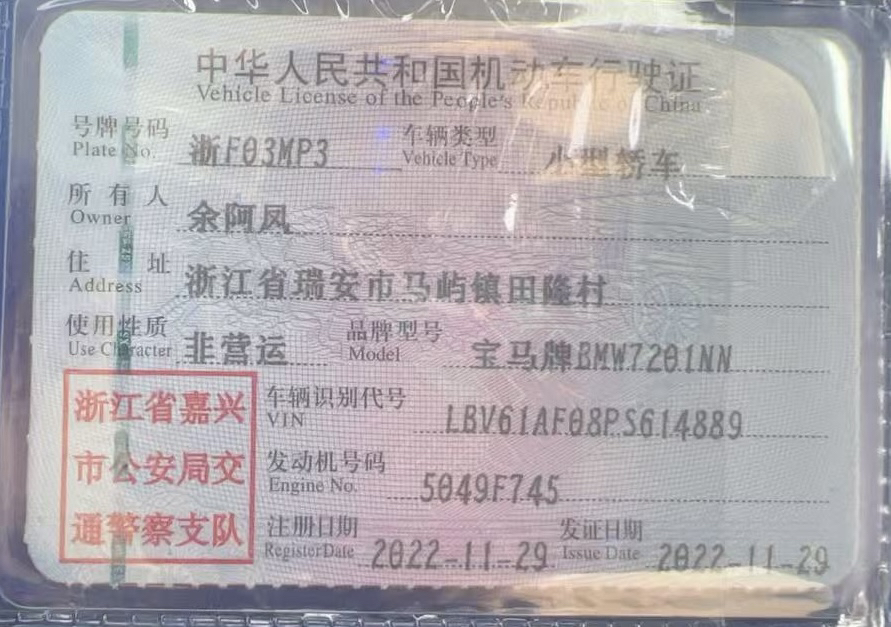 中华人民共和国机动车行驶证
Vehicle License of the People's Republic of China
号牌号码 浙F03MP3 车辆类型 小型轿车
Plate No. Vehicle Type
所有人 余阿凤
Owner
住址 浙江省瑞安市马屿镇田隆村
Address
使用性质 非营运 品牌型号 宝马牌BMW7201NN
Use Character Model
浙江省嘉兴
市公安局交
通警察支队
车辆识别代号 LBV61AF08PS614889
VIN
发动机号码 5049F745
Engine No.
注册日期 2022-11-29 发证日期 2022-11-29
Register Date Issue Date